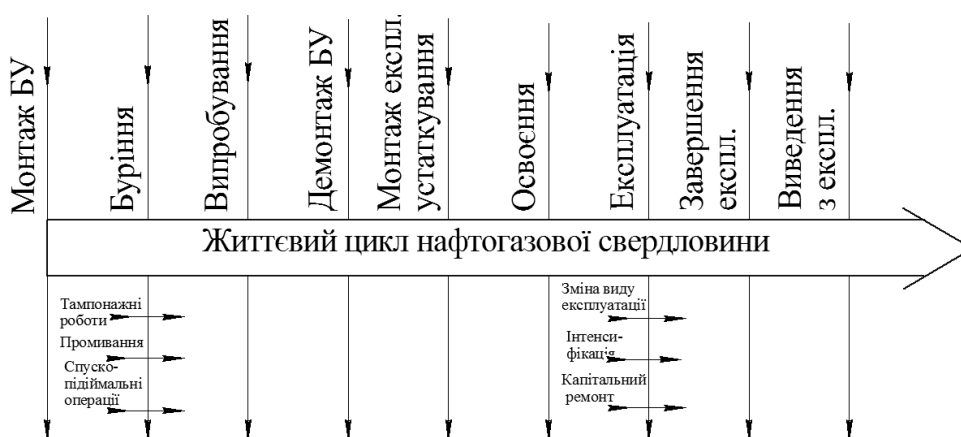 Монтаж БУ
Буріння
Випробування
Демонтаж БУ
Монтаж експл.
устаткування
Освоєння
Експлуатація
Завершення
експл.
Виведення
з експл.
Життєвий цикл нафтогазової свердловини
Тампонажні
роботи
Промивання
Спуско-
підіймальні
операції
Зміна виду
експлуатації
Інтенси-
фікація
Капітальний
ремонт